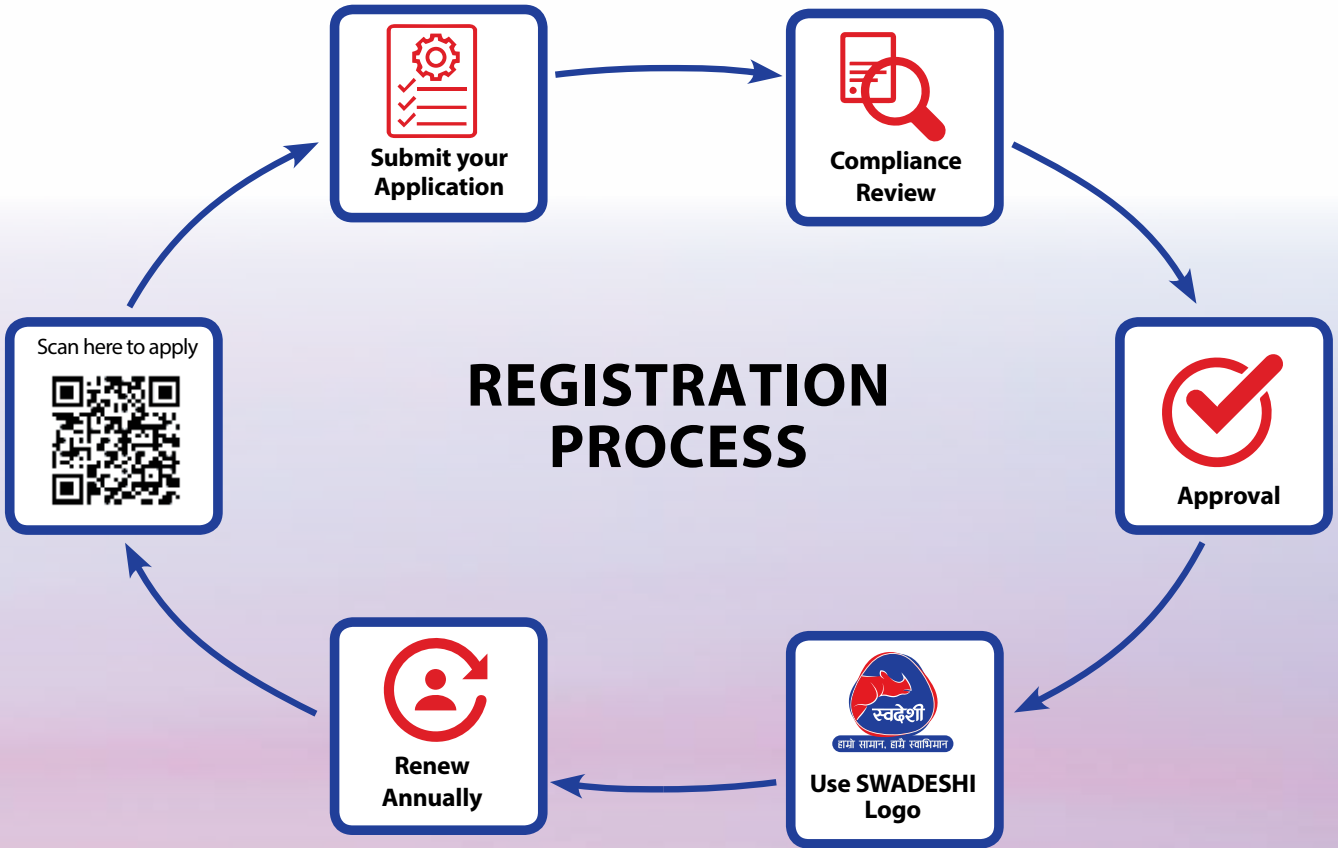 Submit your
Application
Compliance
Review
Scan here to apply
REGISTRATION
PROCESS
Approval
Renew
Annually
स्वदेशी
हाम्रो सामान, हाम्रै स्वाभिमान
Use SWADESHI
Logo